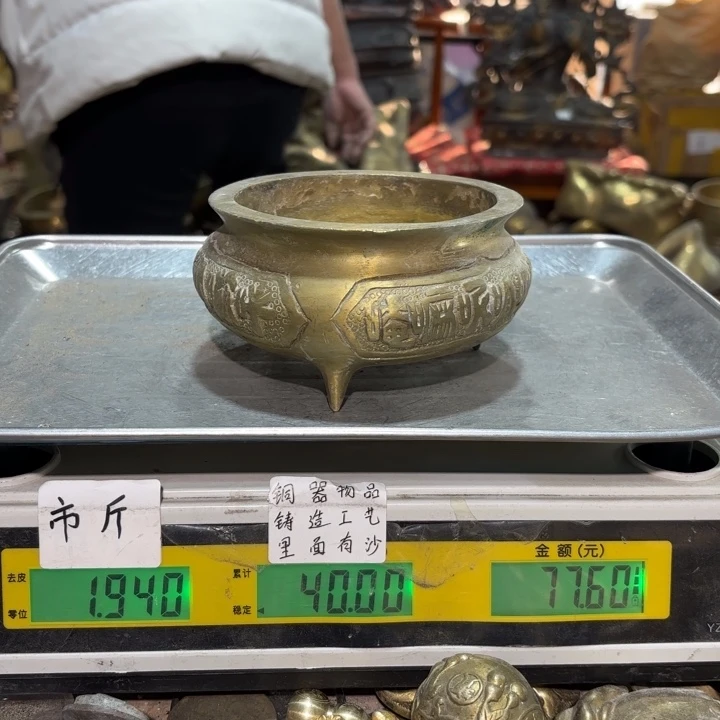 市斤
铜器物品
铸造工艺
里面有沙
去皮
零位
1.940
累计
稳定
40.00
金额(元)
77.60
YZ